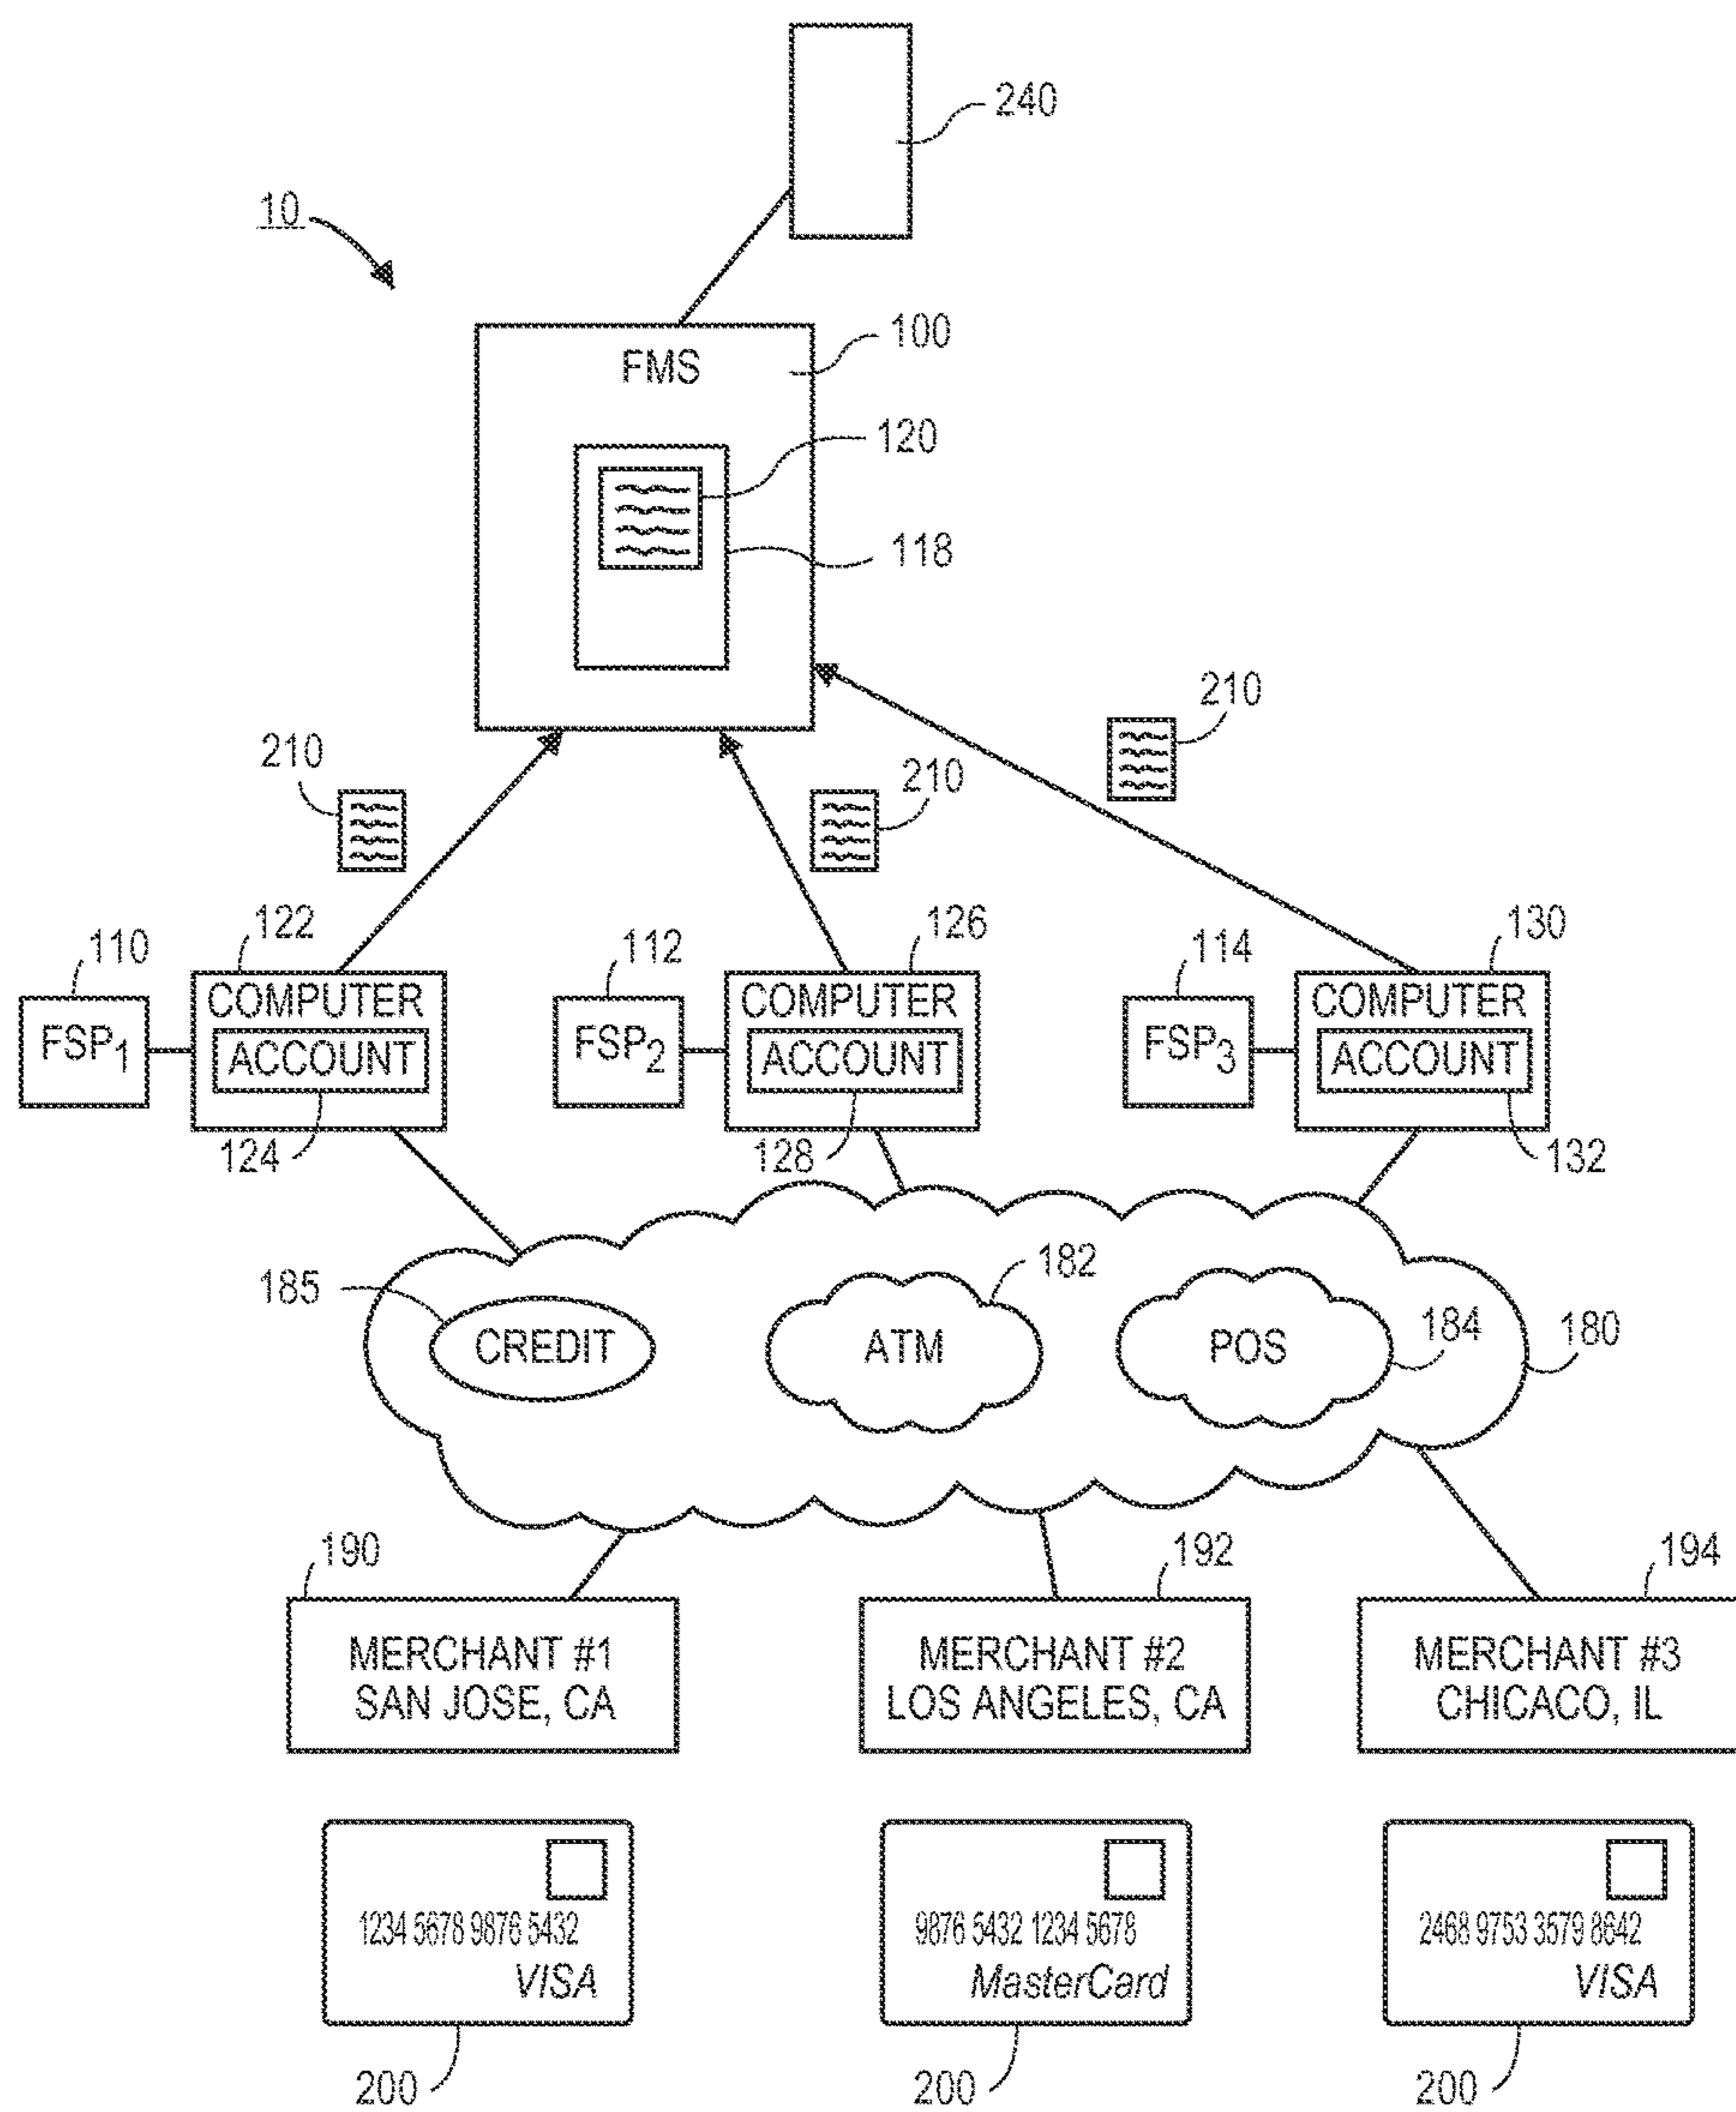 240
10
100
FMS
120
118
210
210
210
110
122
112
126
114
130
COMPUTER
COMPUTER
COMPUTER
FSP1
ACCOUNT
FSP2
ACCOUNT
FSP3
ACCOUNT
124
128
132
185
182
CREDIT
ATM
POS
184
180
190
192
194
MERCHANT #1
SAN JOSE, CA
MERCHANT #2
LOS ANGELES, CA
MERCHANT #3
CHICACO, IL
1234 5678 9876 5432
VISA
9876 5432 1234 5678
MasterCard
2468 9753 3579 8642
VISA
200
200
200